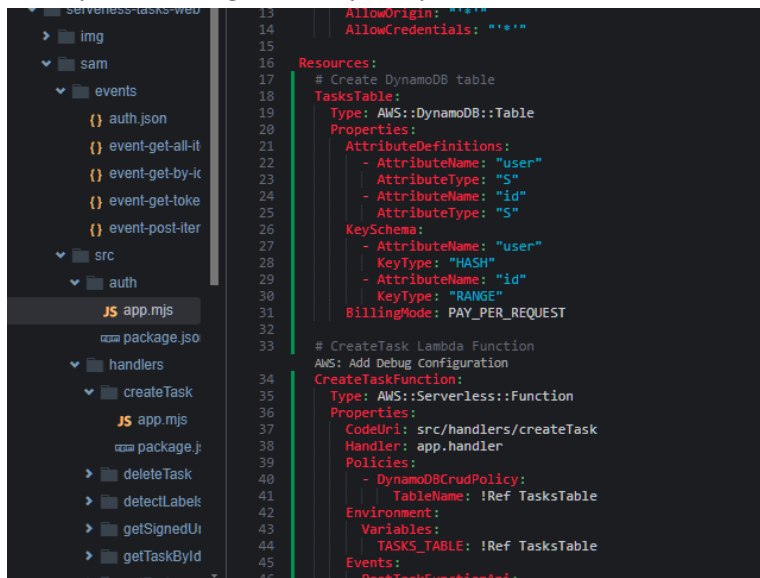 serverless-tasks-web
img
sam
events
{} auth.json
{} event-get-all-it
{} event-get-by-ic
{} event-get-toke
{} event-post-iter
src
auth
JS app.mjs
package.jso
handlers
createTask
JS app.mjs
package.j
deleteTask
detectLabels
getSignedUr
getTaskById
13 AllowOrigin: "'*'"
14 AllowCredentials: "'*'"
15
16 Resources:
17 # Create DynamoDB table
18 TasksTable:
19 Type: AWS::DynamoDB::Table
20 Properties:
21 AttributeDefinitions:
22 - AttributeName: "user"
23 AttributeType: "S"
24 - AttributeName: "id"
25 AttributeType: "S"
26 KeySchema:
27 - AttributeName: "user"
28 KeyType: "HASH"
29 - AttributeName: "id"
30 KeyType: "RANGE"
31 BillingMode: PAY_PER_REQUEST
32
33 # CreateTask Lambda Function
AWS: Add Debug Configuration
34 CreateTaskFunction:
35 Type: AWS::Serverless::Function
36 Properties:
37 CodeUri: src/handlers/createTask
38 Handler: app.handler
39 Policies:
40 - DynamoDBCrudPolicy:
41 TableName: !Ref TasksTable
42 Environment:
43 Variables:
44 TASKS_TABLE: !Ref TasksTable
45 Events:
46 PostTaskFunctionApi: